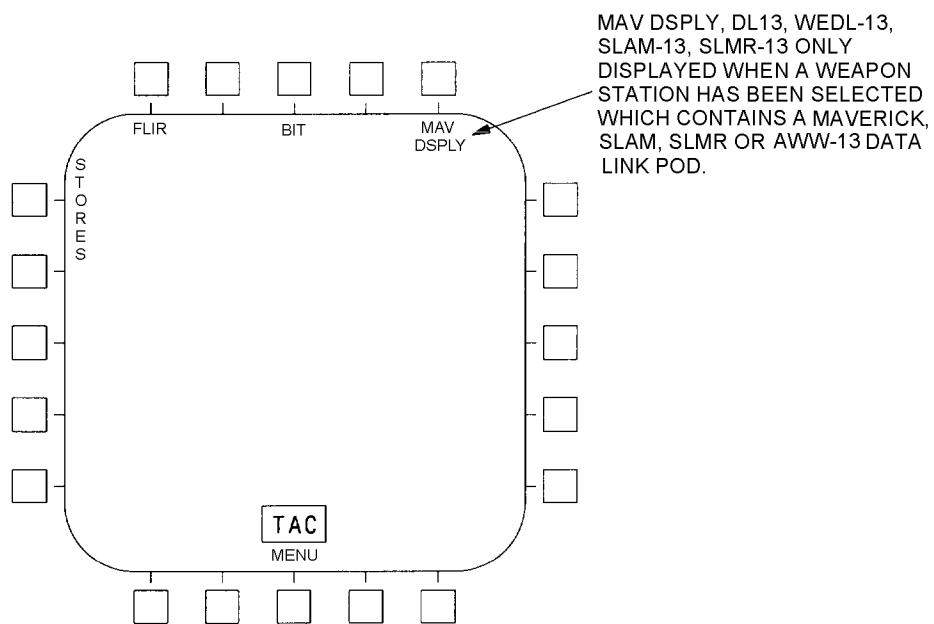 MAV DSPLY, DL13, WEDL-13,
SLAM-13, SLMR-13 ONLY
DISPLAYED WHEN A WEAPON
STATION HAS BEEN SELECTED
WHICH CONTAINS A MAVERICK,
SLAM, SLMR OR AWW-13 DATA
LINK POD.
FLIR
BIT
MAV
DSPLY
STORES
TAC
MENU